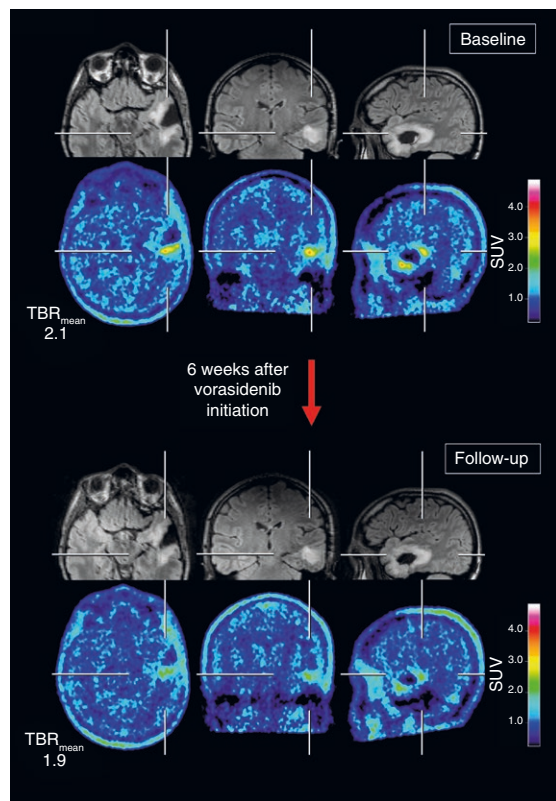 Baseline
4.0
3.0
2.0
1.0
SUV
TBRmean
2.1
6 weeks after
vorasidenib
initiation
Follow-up
4.0
3.0
2.0
1.0
SUV
TBRmean
1.9